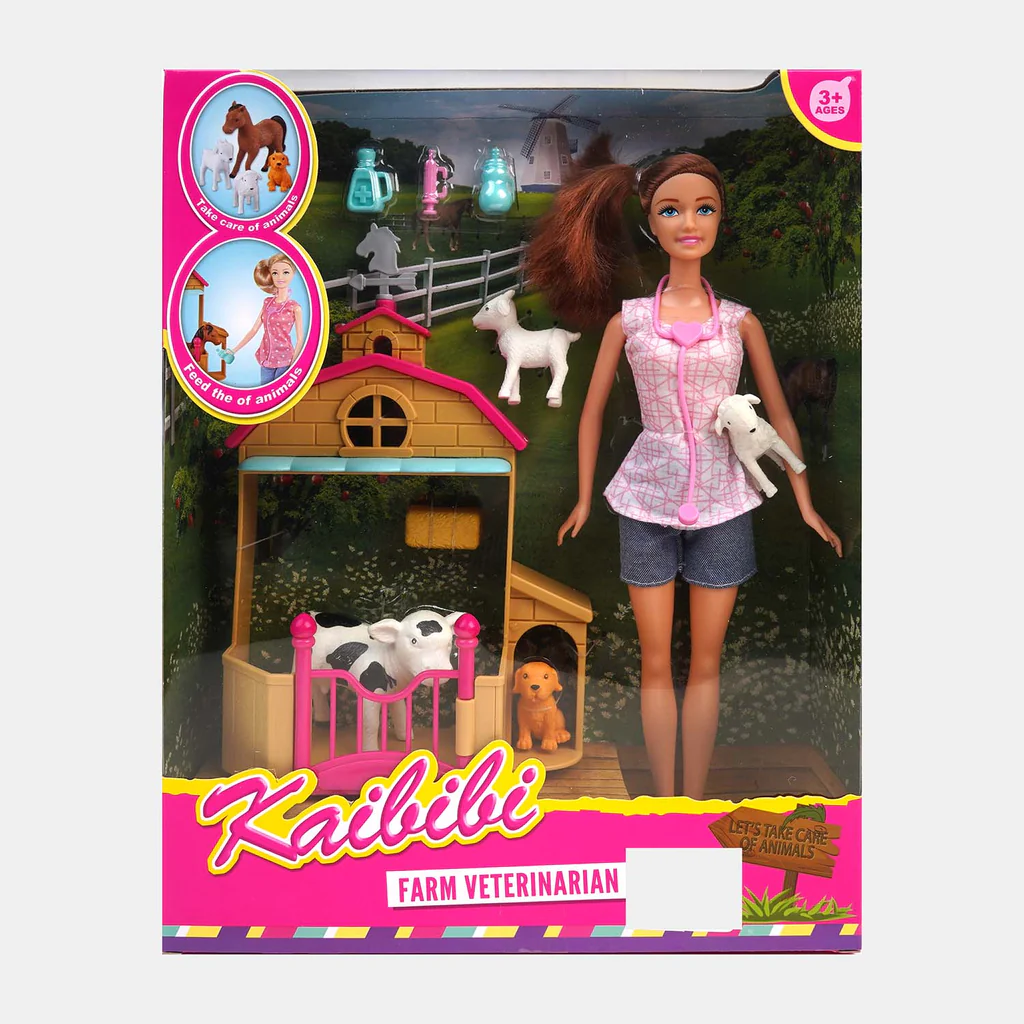 3+
AGES
Take care of animals
Feed the of animals
Kaibibi
FARM VETERINARIAN
LET'S TAKE CARE
OF ANIMALS